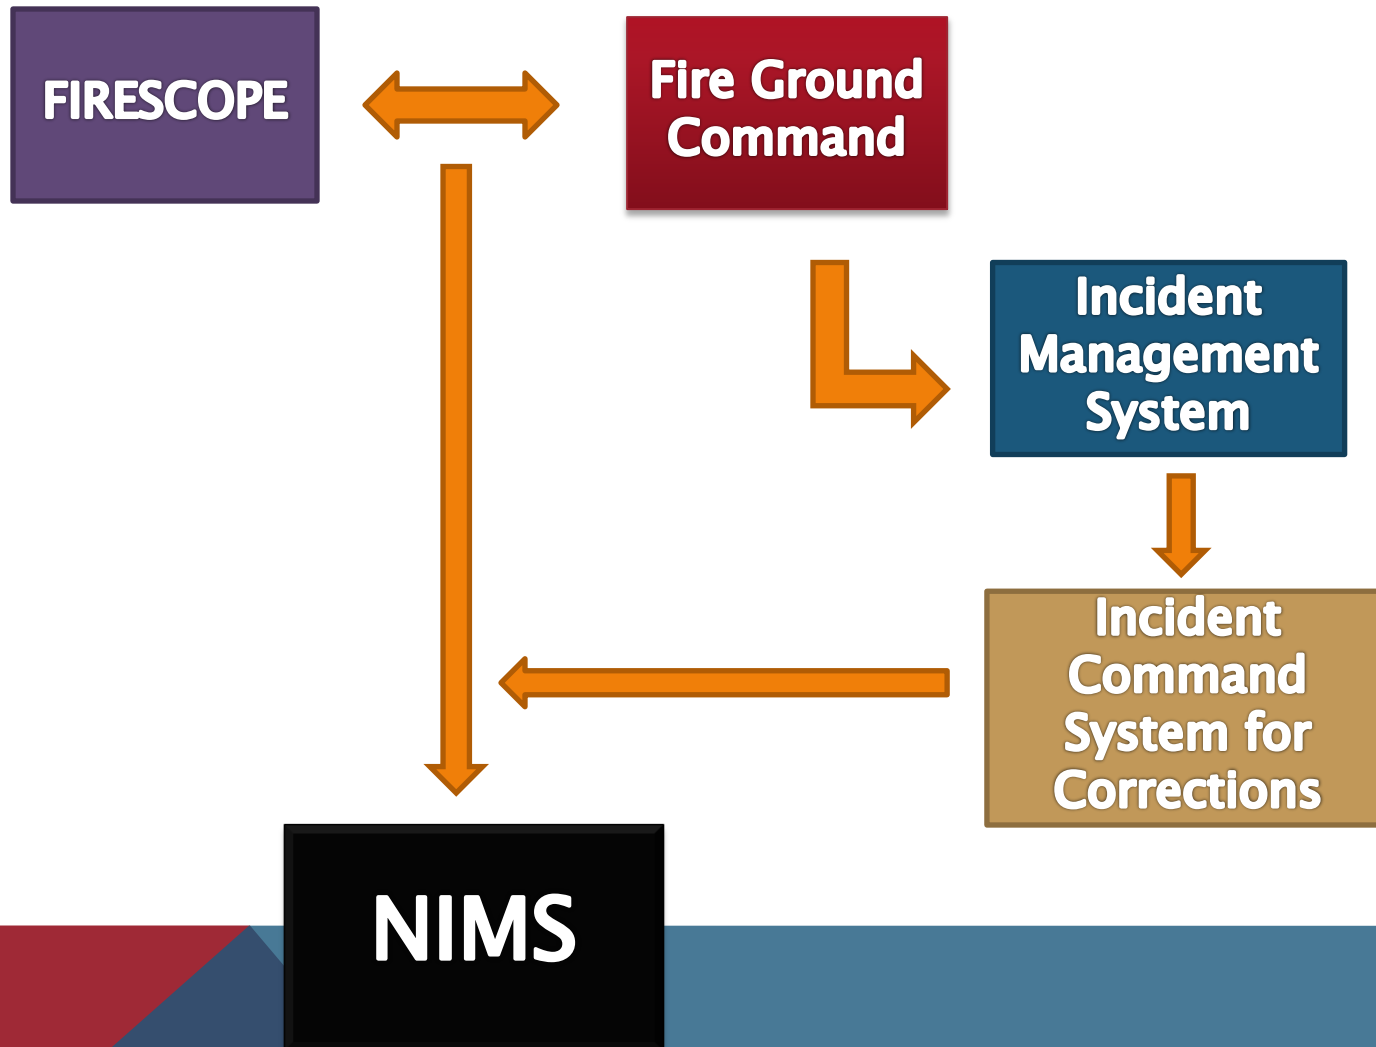 FIRESCOPE
Fire Ground
Command
Incident
Management
System
Incident
Command
System for
Corrections
NIMS